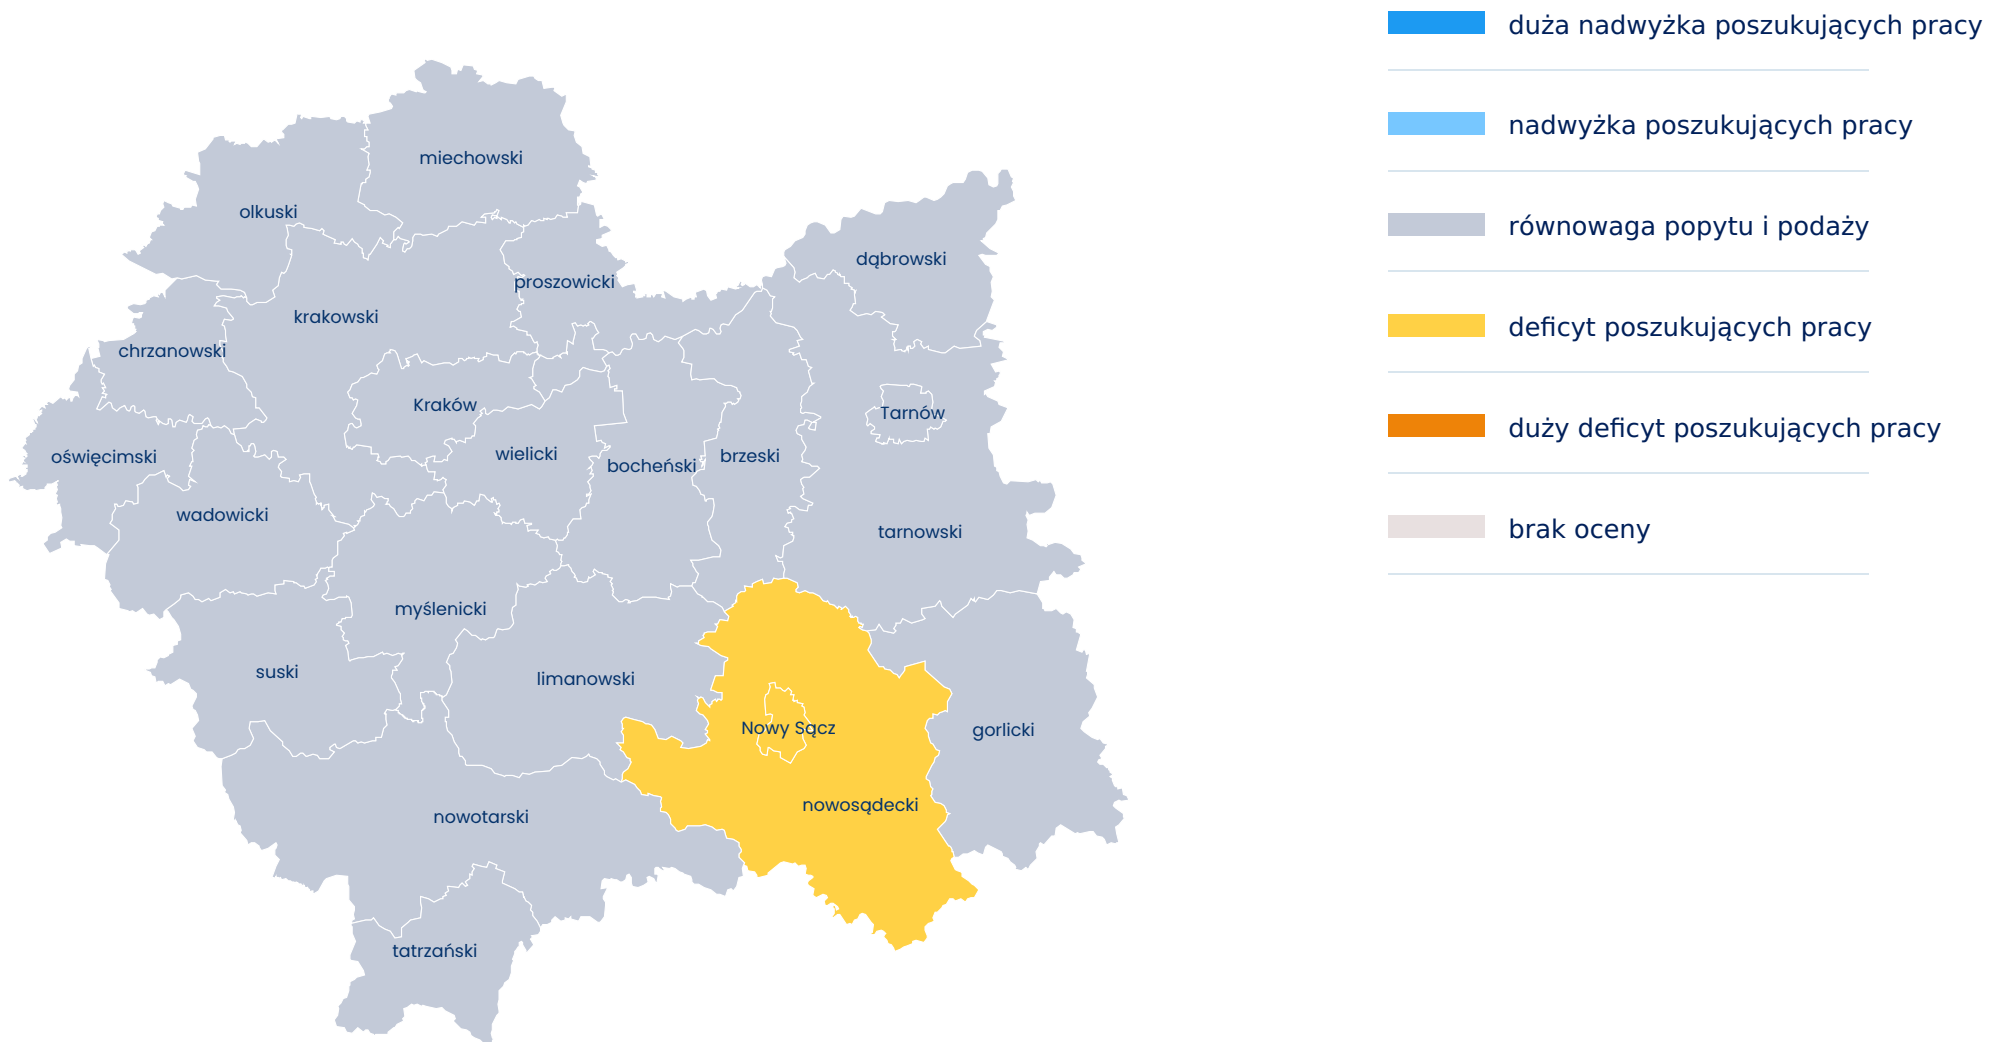 duża nadwyżka poszukujących pracy
nadwyżka poszukujących pracy
równowaga popytu i podaży
deficyt poszukujących pracy
duży deficyt poszukujących pracy
brak oceny
miechowski
olkuski
dąbrowski
proszowicki
krakowski
chrzanowski
Kraków
Tarnów
oświęcimski
wielicki
bocheński
brzeski
wadowicki
tarnowski
myślenicki
suski
limanowski
Nowy Sącz
gorlicki
nowosądecki
nowotarski
tatrzański